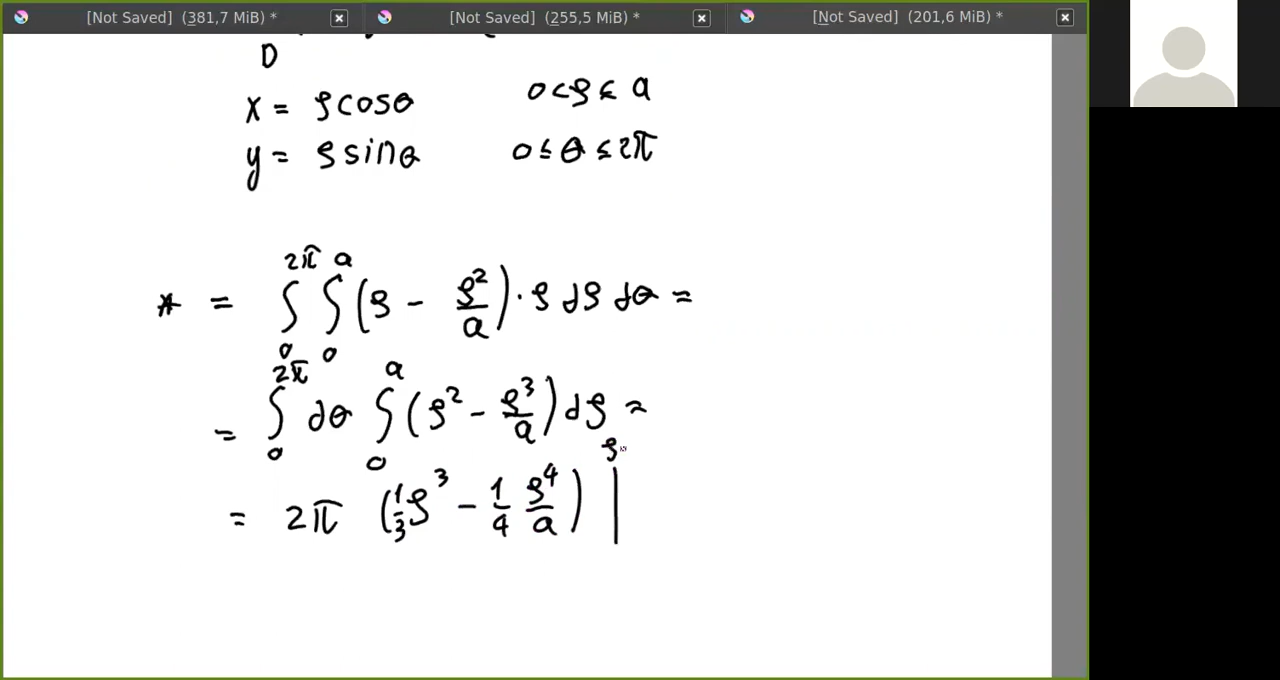 [Not Saved] (381,7 MiB) * [Not Saved] (255,5 MiB) * [Not Saved] (201,6 MiB) *
D
x = ρcosθ 0<ρ≤a
y = ρsinθ 0≤θ≤2π
* = ∫₀^{2π} ∫₀^{a} (ρ - ρ²/a)·ρ dρ dθ =
= ∫₀^{2π} dθ ∫₀^{a} (ρ² - ρ³/a) dρ =
= 2π (1/3 ρ³ - 1/4 ρ⁴/a) |^{ρ=}